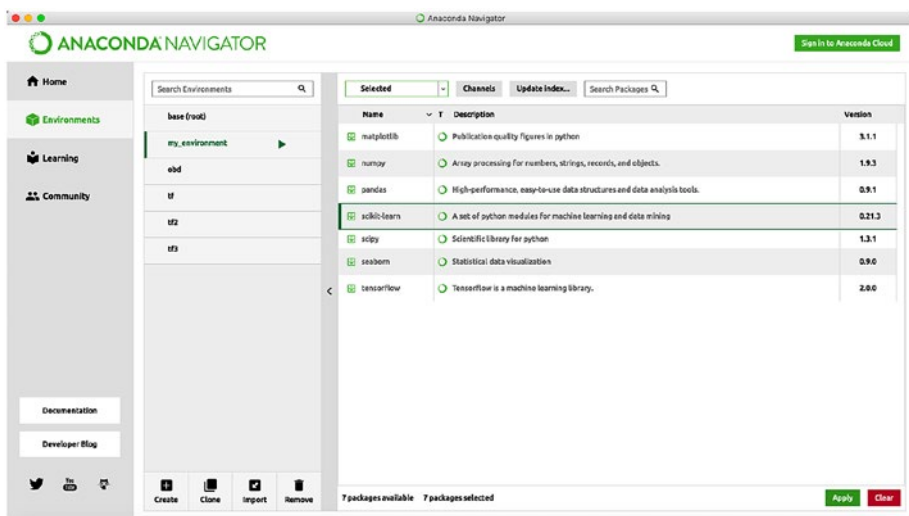 Anaconda Navigator
ANACONDA NAVIGATOR
Sign in to Anaconda Cloud
Home
Environments
Learning
Community
Documentation
Developer Blog
You Tube
Search Environments
base (root)
my_environment
obd
tf
tf2
tf3
Create Clone Import Remove
Selected Channels Update index... Search Packages
Name T Description Version
matplotlib Publication quality figures in python 3.1.1
numpy Array processing for numbers, strings, records, and objects. 1.9.3
pandas High-performance, easy-to-use data structures and data analysis tools. 0.9.1
scikit-learn A set of python modules for machine learning and data mining 0.21.3
scipy Scientific library for python 1.3.1
seaborn Statistical data visualization 0.9.0
tensorflow Tensorflow is a machine learning library. 2.0.0
7 packages available 7 packages selected
Apply Clear